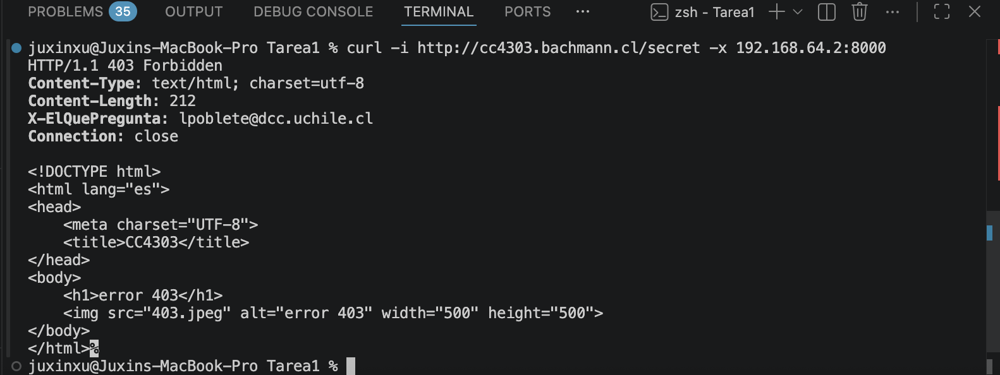 PROBLEMS 35 OUTPUT DEBUG CONSOLE TERMINAL PORTS ··· zsh - Tarea1 ···
juxinxu@Juxins-MacBook-Pro Tarea1 % curl -i http://cc4303.bachmann.cl/secret -x 192.168.64.2:8000
HTTP/1.1 403 Forbidden
Content-Type: text/html; charset=utf-8
Content-Length: 212
X-ElQuePregunta: lpoblete@dcc.uchile.cl
Connection: close

<!DOCTYPE html>
<html lang="es">
<head>
    <meta charset="UTF-8">
    <title>CC4303</title>
</head>
<body>
    <h1>error 403</h1>
    <img src="403.jpeg" alt="error 403" width="500" height="500">
</body>
</html>%
juxinxu@Juxins-MacBook-Pro Tarea1 %